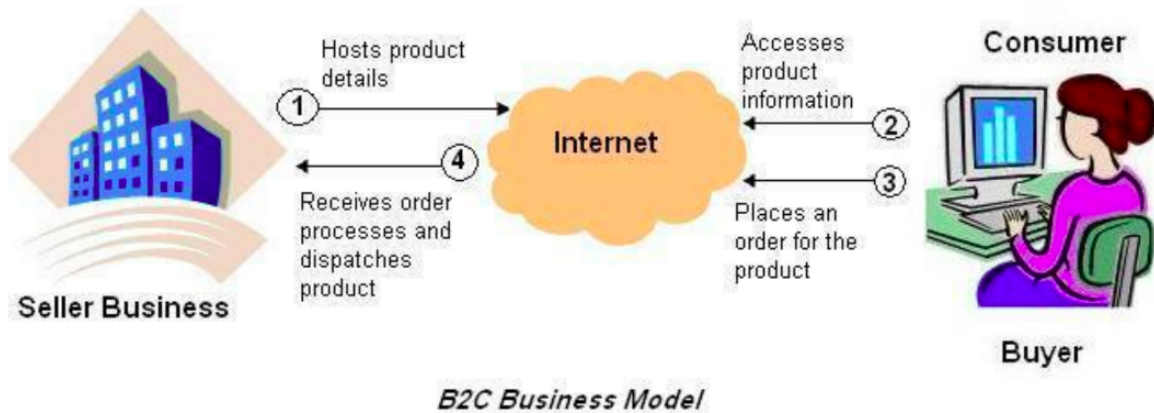 Hosts product
details
1
4
Receives order
processes and
dispatches
product
Seller Business
Internet
Accesses
product
information
2
3
Places an
order for the
product
Consumer
Buyer
B2C Business Model